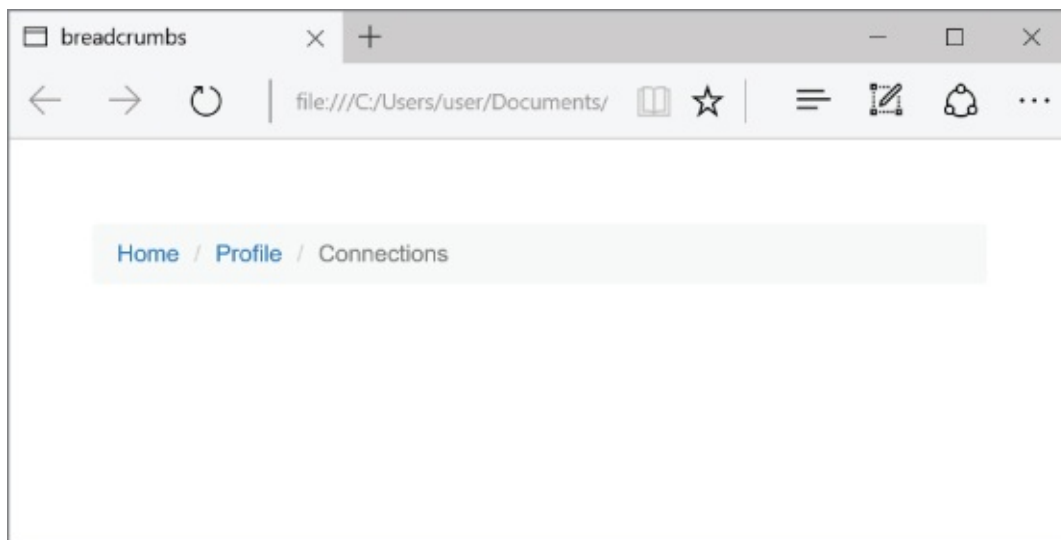 breadcrumbs
file:///C:/Users/user/Documents/
Home / Profile / Connections